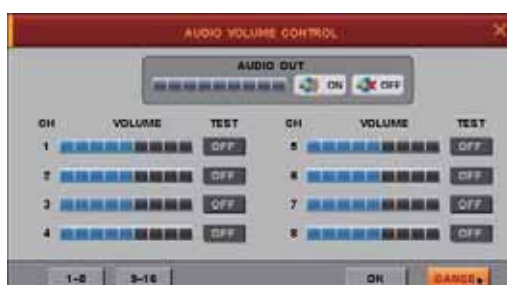 AUDIO VOLUME CONTROL
AUDIO OUT
ON OFF
CH VOLUME TEST CH VOLUME TEST
1 OFF 5 OFF
2 OFF 6 OFF
3 OFF 7 OFF
4 OFF 8 OFF
1-8 9-16 OK CANCEL